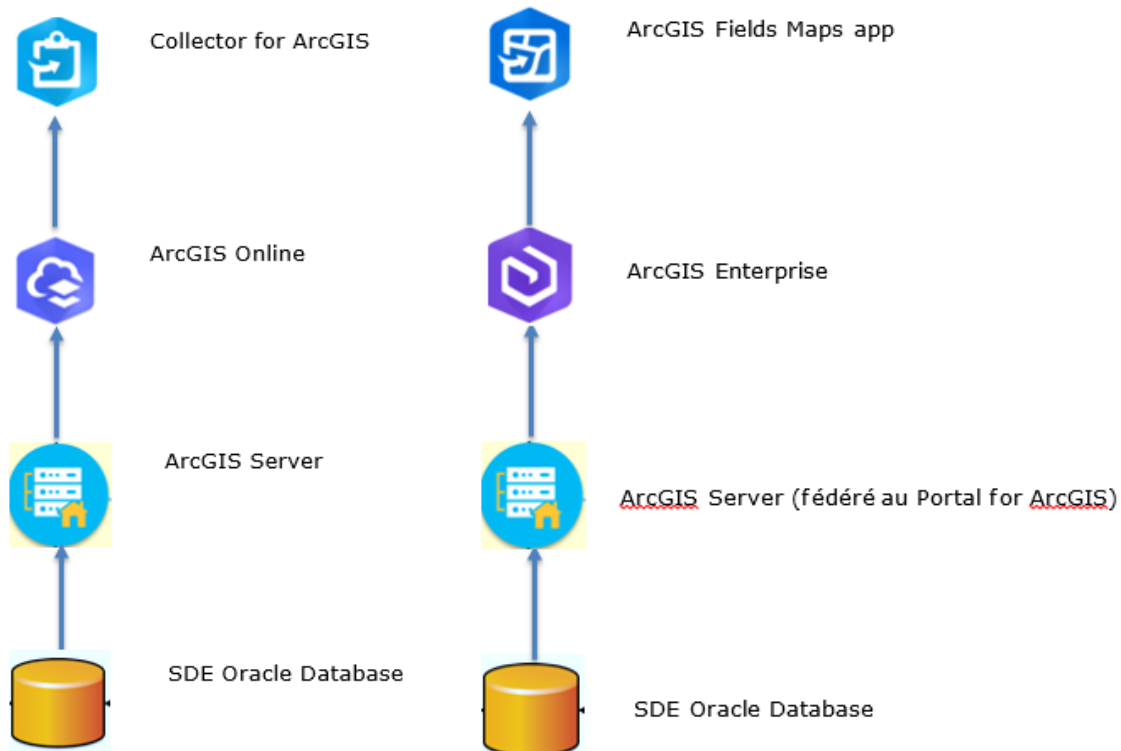 Collector for ArcGIS
ArcGIS Fields Maps app
ArcGIS Online
ArcGIS Enterprise
ArcGIS Server
ArcGIS Server (fédéré au Portal for ArcGIS)
SDE Oracle Database
SDE Oracle Database